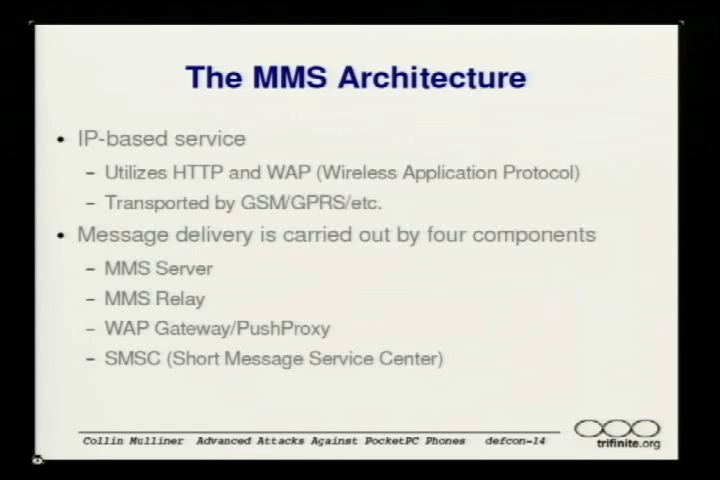 The MMS Architecture
• IP-based service
– Utilizes HTTP and WAP (Wireless Application Protocol)
– Transported by GSM/GPRS/etc.
• Message delivery is carried out by four components
– MMS Server
– MMS Relay
– WAP Gateway/PushProxy
– SMSC (Short Message Service Center)
Collin Mulliner Advanced Attacks Against PocketPC Phones defcon-14
trifinite.org